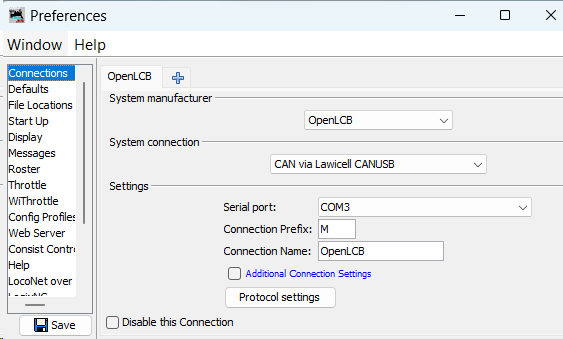 Preferences
Window Help
Connections
Defaults
File Locations
Start Up
Display
Messages
Roster
Throttle
WiThrottle
Config Profiles
Web Server
Consist Contro
Help
LocoNet over
Save
OpenLCB
System manufacturer
OpenLCB
System connection
CAN via Lawicell CANUSB
Settings
Serial port: COM3
Connection Prefix: M
Connection Name: OpenLCB
Additional Connection Settings
Protocol settings
Disable this Connection